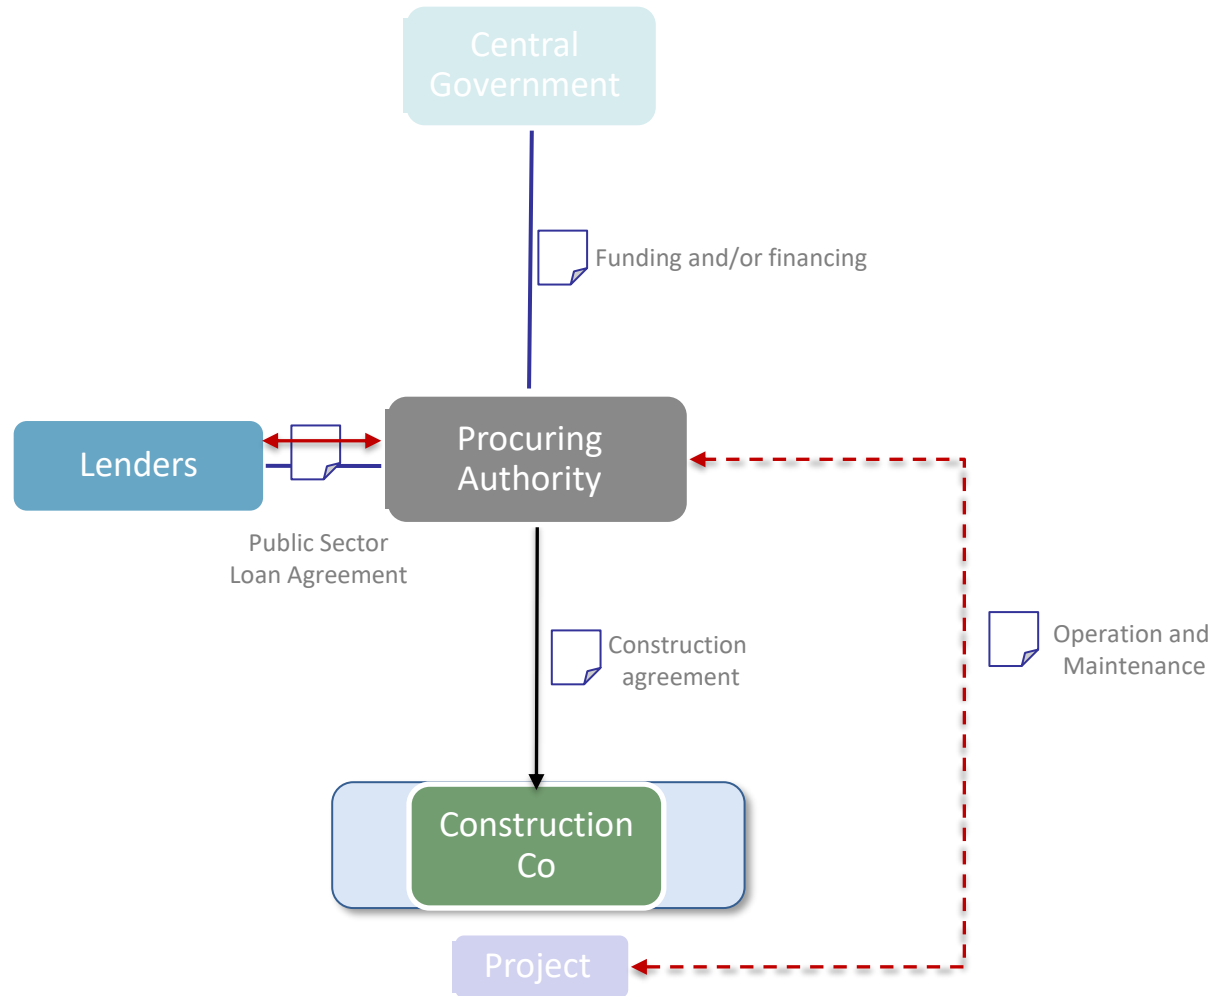 Central
Government
Funding and/or financing
Lenders
Procuring
Authority
Public Sector
Loan Agreement
Construction
agreement
Operation and
Maintenance
Construction
Co
Project